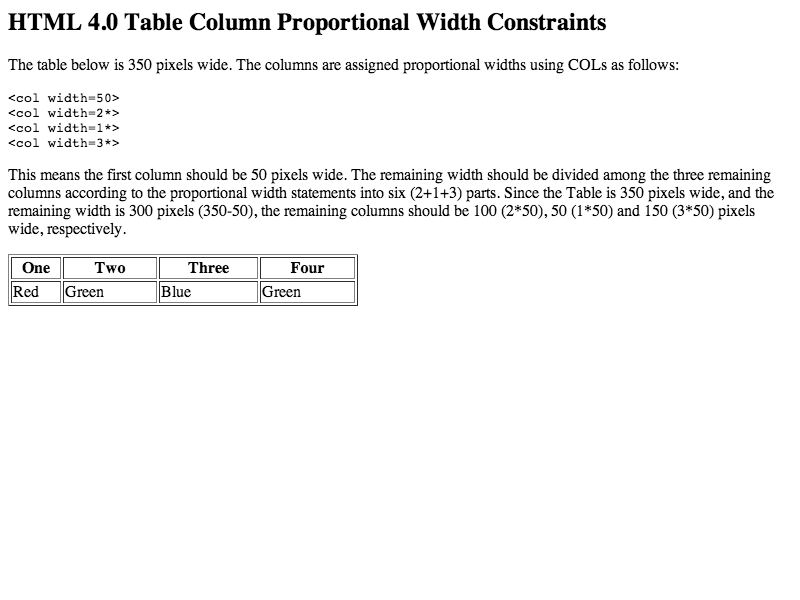 HTML 4.0 Table Column Proportional Width Constraints
The table below is 350 pixels wide. The columns are assigned proportional widths using COLs as follows:
<col width=50>
<col width=2*>
<col width=1*>
<col width=3*>
This means the first column should be 50 pixels wide. The remaining width should be divided among the three remaining
columns according to the proportional width statements into six (2+1+3) parts. Since the Table is 350 pixels wide, and the
remaining width is 300 pixels (350-50), the remaining columns should be 100 (2*50), 50 (1*50) and 150 (3*50) pixels
wide, respectively.
One Two Three Four
Red Green Blue Green